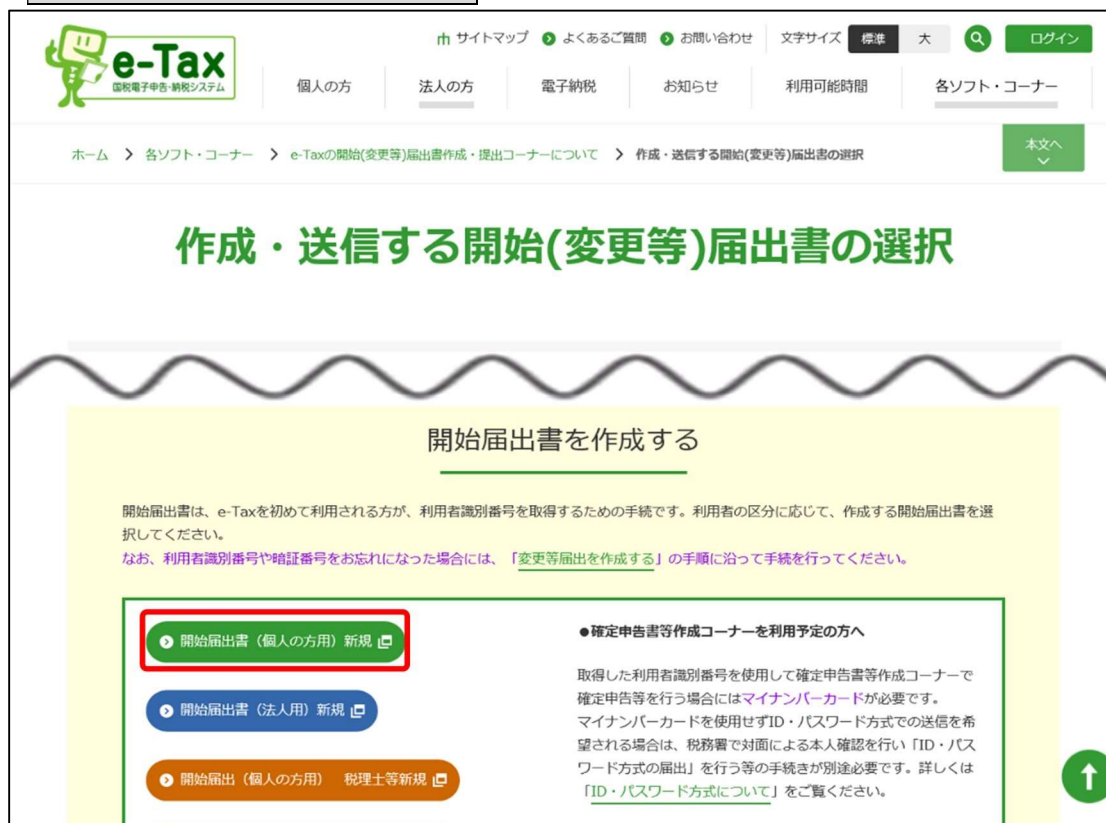 e-Tax
国税電子申告・納税システム
サイトマップ よくあるご質問 お問い合わせ 文字サイズ 標準 大 ログイン
個人の方 法人の方 電子納税 お知らせ 利用可能時間 各ソフト・コーナー
ホーム > 各ソフト・コーナー > e-Taxの開始(変更等)届出書作成・提出コーナーについて > 作成・送信する開始(変更等)届出書の選択
本文へ
作成・送信する開始(変更等)届出書の選択
開始届出書を作成する
開始届出書は、e-Taxを初めて利用される方が、利用者識別番号を取得するための手続です。利用者の区分に応じて、作成する開始届出書を選
択してください。
なお、利用者識別番号や暗証番号をお忘れになった場合には、「変更等届出を作成する」の手順に沿って手続を行ってください。
開始届出書（個人の方用）新規
開始届出書（法人用）新規
開始届出（個人の方用） 税理士等新規
●確定申告書等作成コーナーを利用予定の方へ
取得した利用者識別番号を使用して確定申告書等作成コーナーで
確定申告等を行う場合にはマイナンバーカードが必要です。
マイナンバーカードを使用せずID・パスワード方式での送信を希
望される場合は、税務署で対面による本人確認を行い「ID・パス
ワード方式の届出」を行う等の手続きが別途必要です。詳しくは
「ID・パスワード方式について」をご覧ください。